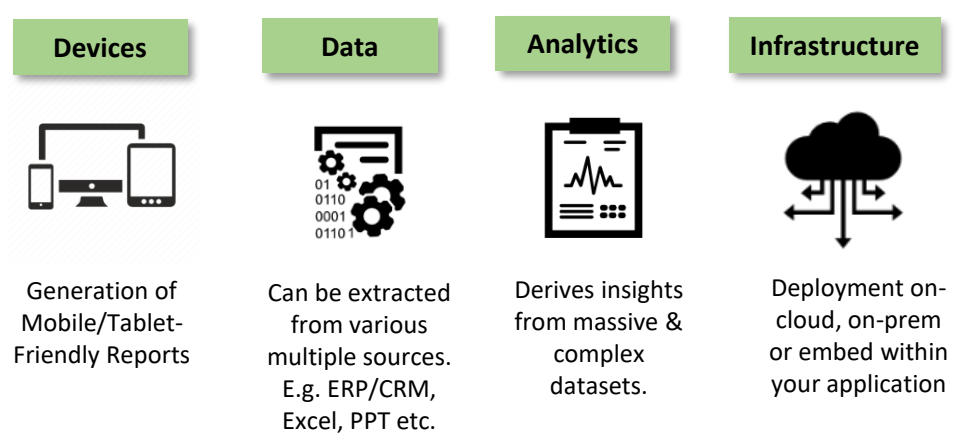 Devices
Generation of
Mobile/Tablet-
Friendly Reports
Data
01
0110
0001
0110 1
Can be extracted
from various
multiple sources.
E.g. ERP/CRM,
Excel, PPT etc.
Analytics
Derives insights
from massive &
complex
datasets.
Infrastructure
Deployment on-
cloud, on-prem
or embed within
your application